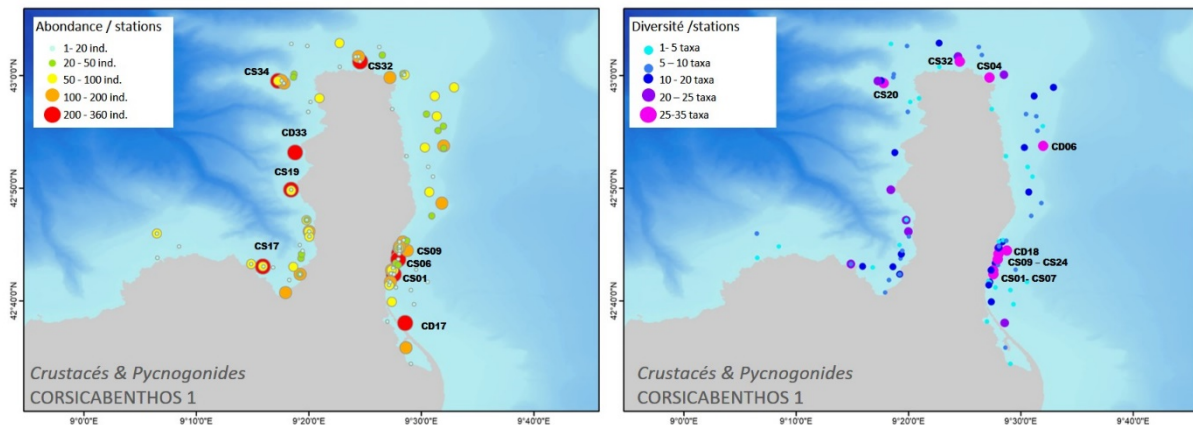 Abondance / stations
1- 20 ind.
20 - 50 ind.
50 - 100 ind.
100 - 200 ind.
200 - 360 ind.
CS34
CS32
CD33
CS19
CS17
CS09
CS06
CS01
CD17
43°0'0"N
42°50'0"N
42°40'0"N
Crustacés & Pycnogonides
CORSICABENTHOS 1
9°0'0"E
9°10'0"E
9°20'0"E
9°30'0"E
9°40'0"E
Diversité /stations
1- 5 taxa
5 – 10 taxa
10 - 20 taxa
20 – 25 taxa
25-35 taxa
CS32
CS04
CS20
CD06
CD18
CS09 – CS24
CS01- CS07
43°0'0"N
42°50'0"N
42°40'0"N
Crustacés & Pycnogonides
CORSICABENTHOS 1
9°0'0"E
9°10'0"E
9°20'0"E
9°30'0"E
9°40'0"E